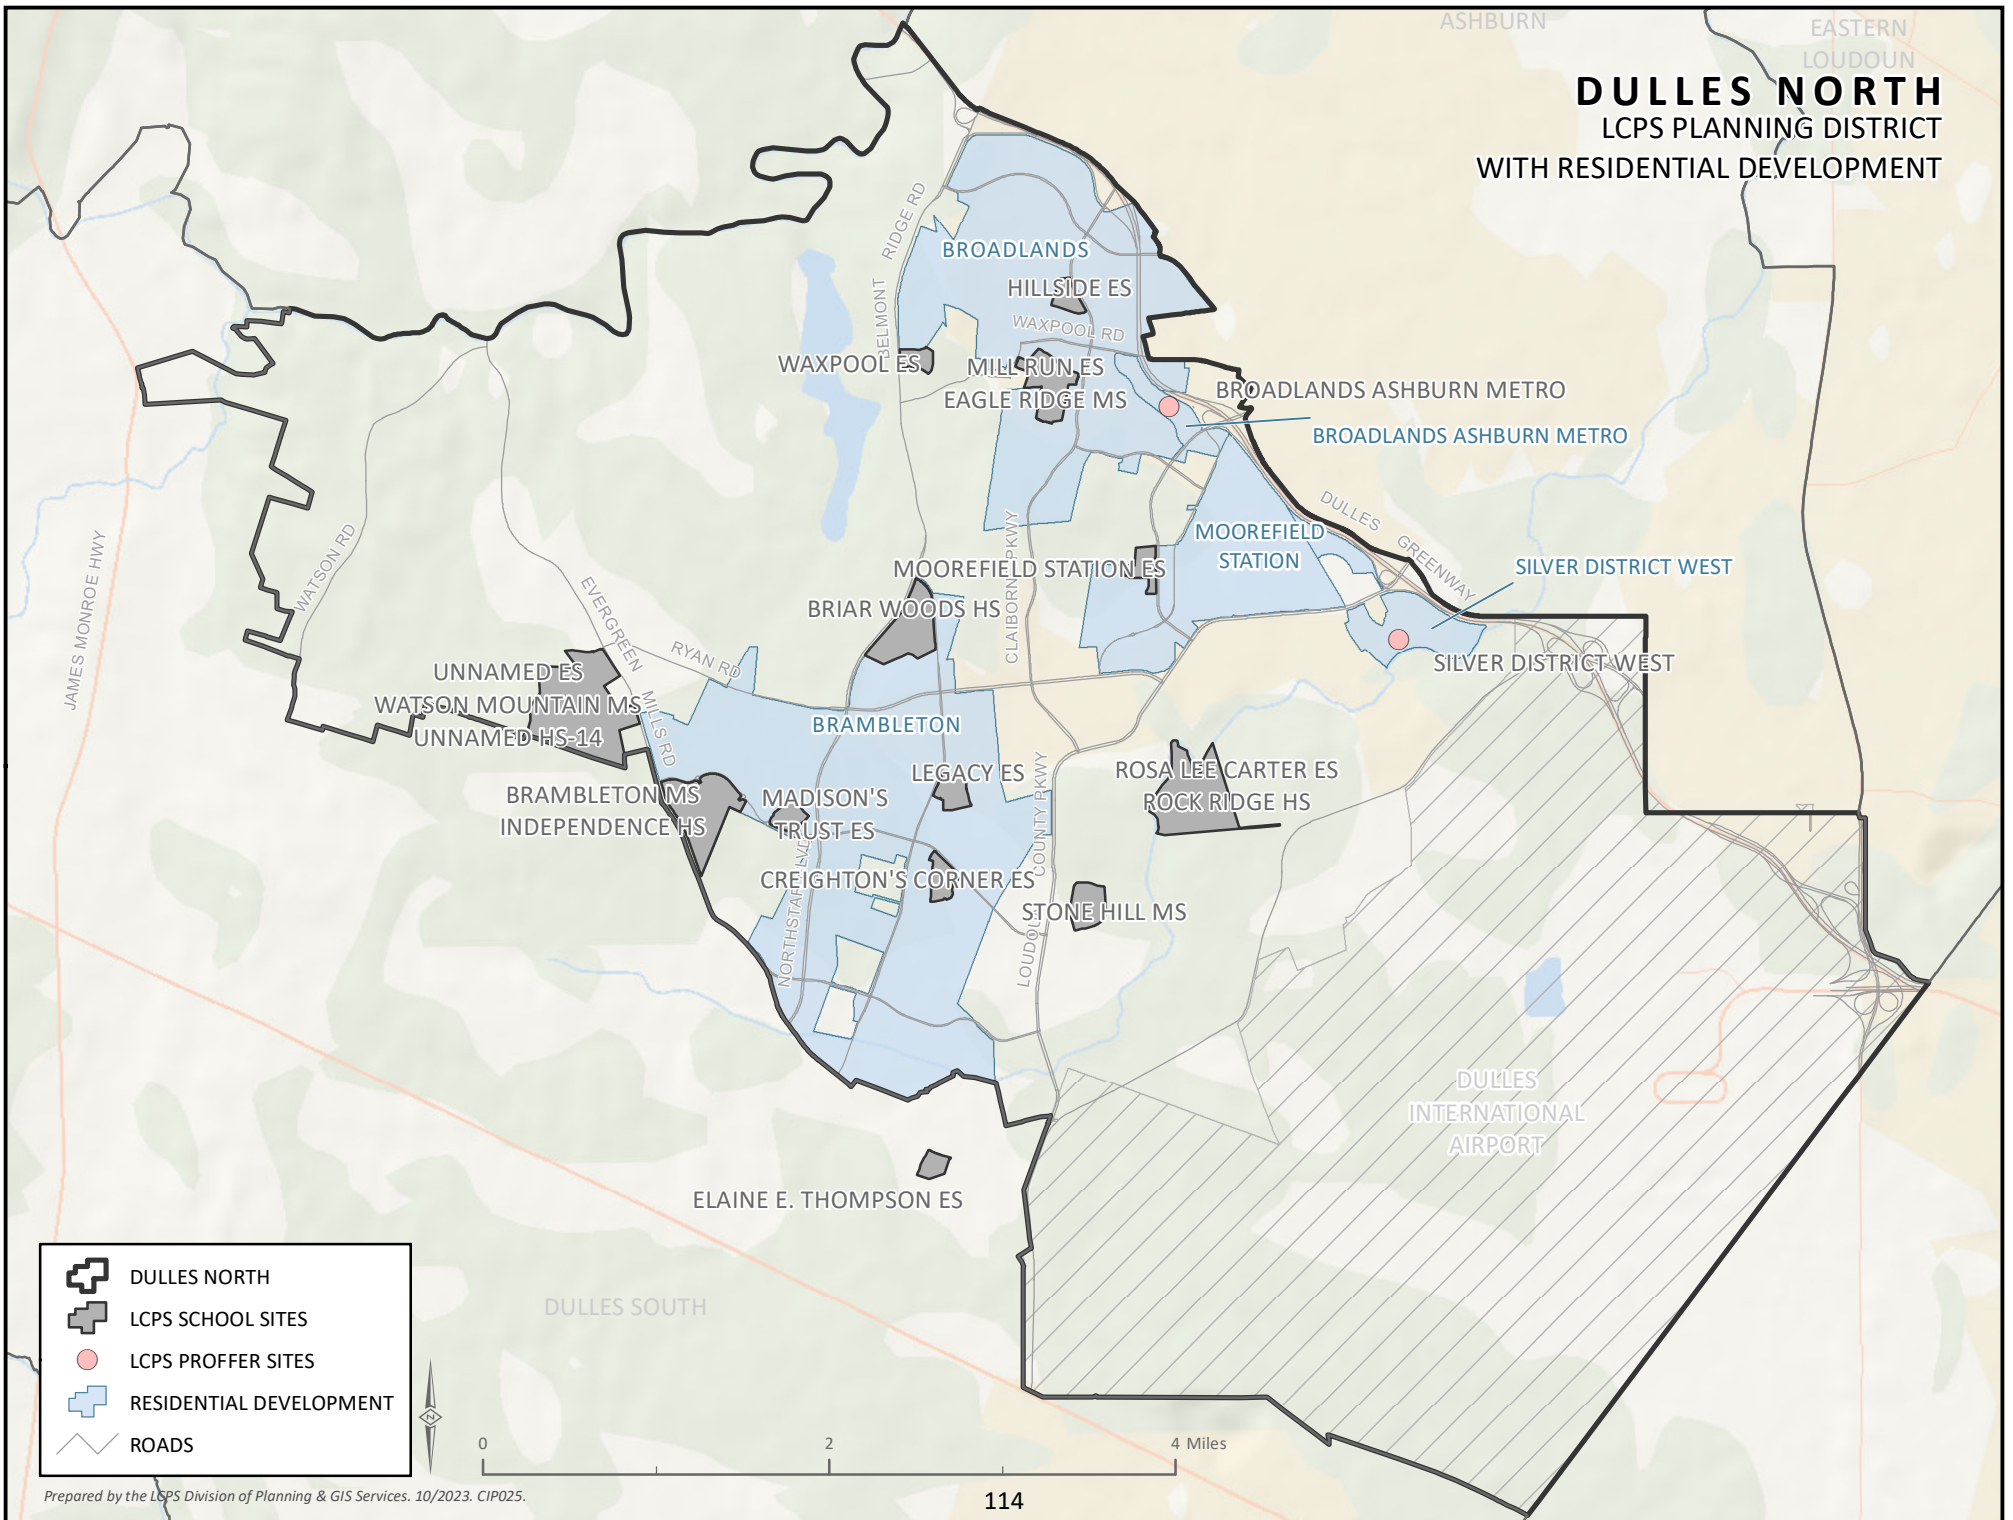 ASHBURN
EASTERN
LOUDOUN
DULLES NORTH
LCPS PLANNING DISTRICT
WITH RESIDENTIAL DEVELOPMENT
BELMONT RIDGE RD
BROADLANDS
HILLSIDE ES
WAXPOOL RD
WAXPOOL ES
MILL RUN ES
EAGLE RIDGE MS
BROADLANDS ASHBURN METRO
BROADLANDS ASHBURN METRO
DULLES GREENWAY
MOOREFIELD
STATION
SILVER DISTRICT WEST
JAMES MONROE HWY
WATSON RD
EVERGREEN MILLS RD
CLAIBORNE PKWY
MOOREFIELD STATION ES
BRIAR WOODS HS
RYAN RD
SILVER DISTRICT WEST
UNNAMED ES
WATSON MOUNTAIN MS
UNNAMED HS-14
BRAMBLETON
LEGACY ES
ROSA LEE CARTER ES
ROCK RIDGE HS
BRAMBLETON MS
INDEPENDENCE HS
MADISON'S
TRUST ES
LOUDOUN COUNTY PKWY
CREIGHTON'S CORNER ES
NORTHSTAR BLVD
STONE HILL MS
DULLES
INTERNATIONAL
AIRPORT
ELAINE E. THOMPSON ES
DULLES SOUTH
DULLES NORTH
LCPS SCHOOL SITES
LCPS PROFFER SITES
RESIDENTIAL DEVELOPMENT
ROADS
N
0 2 4 Miles
Prepared by the LCPS Division of Planning & GIS Services. 10/2023. CIP025.
114